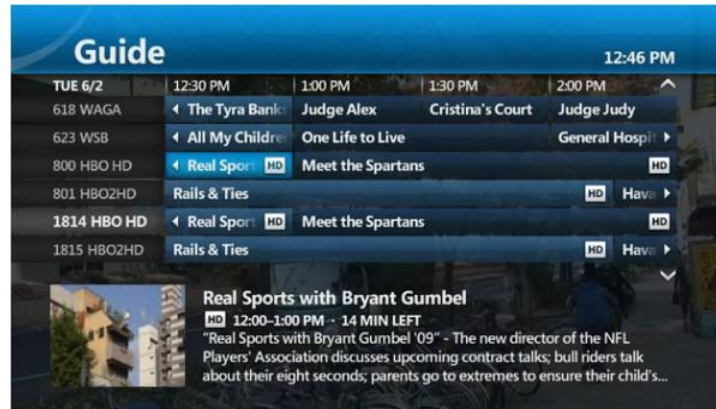 Guide
12:46 PM
TUE 6/2 12:30 PM 1:00 PM 1:30 PM 2:00 PM
618 WAGA The Tyra Bank Judge Alex Cristina's Court Judge Judy
623 WSB All My Childre One Life to Live General Hospit
800 HBO HD Real Spor HD Meet the Spartans HD
801 HBO2HD Rails & Ties HD Hava
1814 HBO HD Real Spor HD Meet the Spartans HD
1815 HBO2HD Rails & Ties HD Hava
Real Sports with Bryant Gumbel
HD 12:00–1:00 PM · 14 MIN LEFT
"Real Sports with Bryant Gumbel '09" - The new director of the NFL
Players' Association discusses upcoming contract talks; bull riders talk
about their eight seconds; parents go to extremes to ensure their child's...